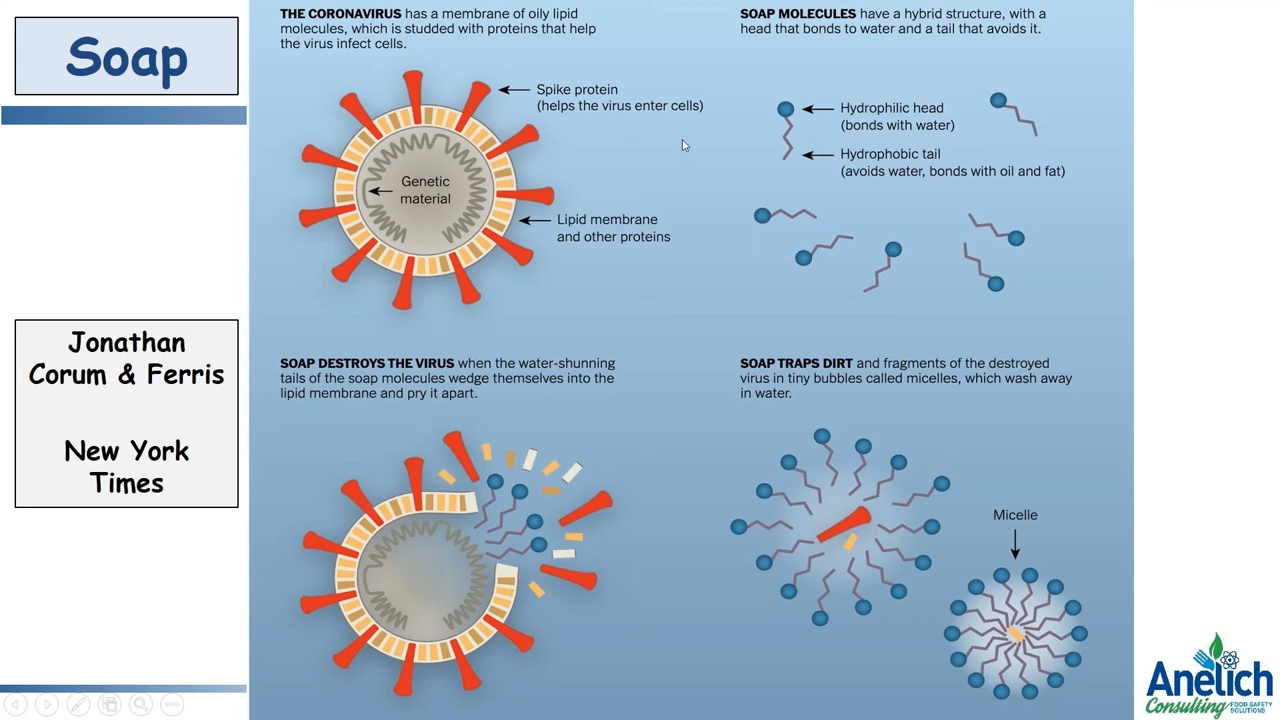 Soap
Jonathan
Corum & Ferris
New York
Times
THE CORONAVIRUS has a membrane of oily lipid
molecules, which is studded with proteins that help
the virus infect cells.
Spike protein
(helps the virus enter cells)
Genetic
material
Lipid membrane
and other proteins
SOAP MOLECULES have a hybrid structure, with a
head that bonds to water and a tail that avoids it.
Hydrophilic head
(bonds with water)
Hydrophobic tail
(avoids water, bonds with oil and fat)
SOAP DESTROYS THE VIRUS when the water-shunning
tails of the soap molecules wedge themselves into the
lipid membrane and pry it apart.
SOAP TRAPS DIRT and fragments of the destroyed
virus in tiny bubbles called micelles, which wash away
in water.
Micelle
Anelich
Consulting FOOD SAFETY
SOLUTIONS